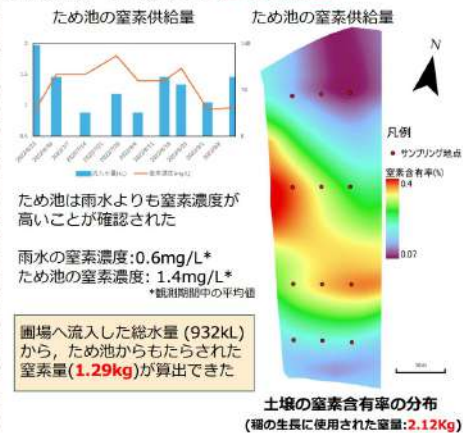 ため池の窒素供給量
ため池の窒素供給量
N
凡例
サンプリング地点
窒素含有率(%)
0.4
0.07
ため池は雨水よりも窒素濃度が
高いことが確認された
雨水の窒素濃度:0.6mg/L*
ため池の窒素濃度: 1.4mg/L*
*観測期間中の平均値
圃場へ流入した総水量 (932kL)
から，ため池からもたらされた
窒素量(1.29kg)が算出できた
土壌の窒素含有率の分布
(稲の生長に使用された窒量:2.12Kg)